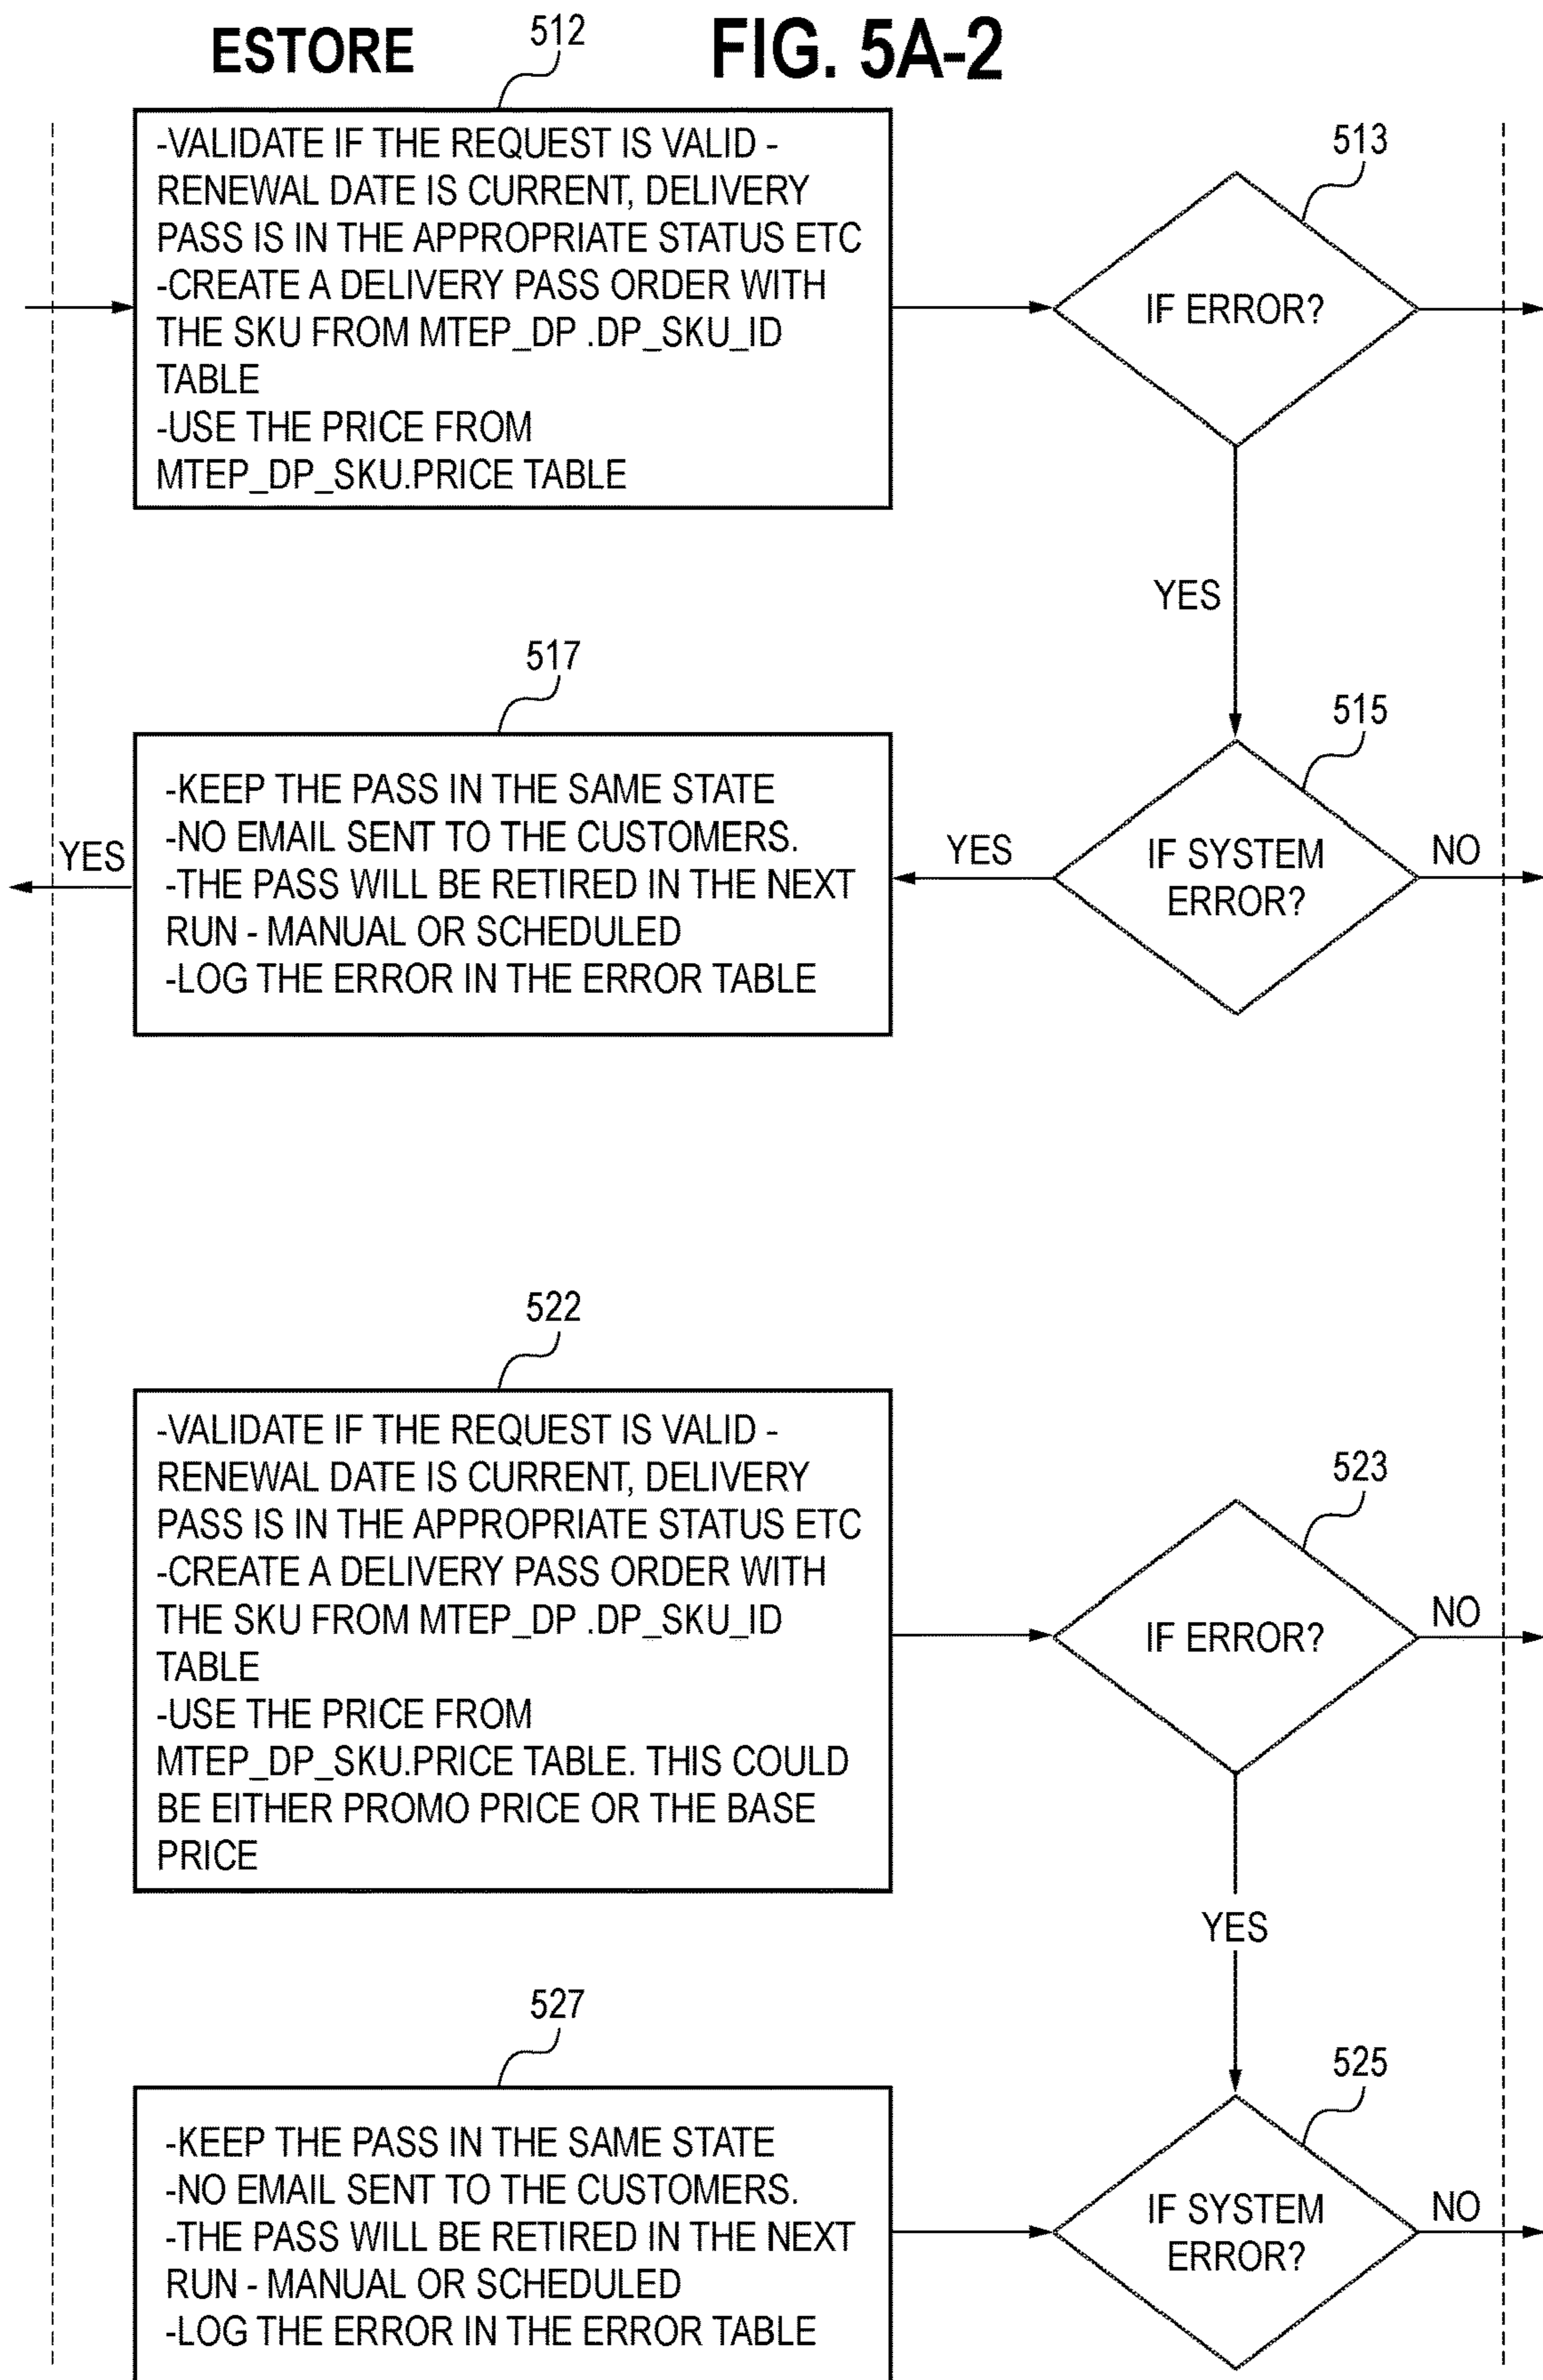 ESTORE
FIG. 5A-2
512
-VALIDATE IF THE REQUEST IS VALID -
RENEWAL DATE IS CURRENT, DELIVERY
PASS IS IN THE APPROPRIATE STATUS ETC
-CREATE A DELIVERY PASS ORDER WITH
THE SKU FROM MTEP_DP .DP_SKU_ID
TABLE
-USE THE PRICE FROM
MTEP_DP_SKU.PRICE TABLE
513
IF ERROR?
YES
517
-KEEP THE PASS IN THE SAME STATE
-NO EMAIL SENT TO THE CUSTOMERS.
-THE PASS WILL BE RETIRED IN THE NEXT
RUN - MANUAL OR SCHEDULED
-LOG THE ERROR IN THE ERROR TABLE
YES
YES
515
IF SYSTEM
ERROR?
NO
522
-VALIDATE IF THE REQUEST IS VALID -
RENEWAL DATE IS CURRENT, DELIVERY
PASS IS IN THE APPROPRIATE STATUS ETC
-CREATE A DELIVERY PASS ORDER WITH
THE SKU FROM MTEP_DP .DP_SKU_ID
TABLE
-USE THE PRICE FROM
MTEP_DP_SKU.PRICE TABLE. THIS COULD
BE EITHER PROMO PRICE OR THE BASE
PRICE
523
IF ERROR?
NO
YES
527
-KEEP THE PASS IN THE SAME STATE
-NO EMAIL SENT TO THE CUSTOMERS.
-THE PASS WILL BE RETIRED IN THE NEXT
RUN - MANUAL OR SCHEDULED
-LOG THE ERROR IN THE ERROR TABLE
525
IF SYSTEM
ERROR?
NO